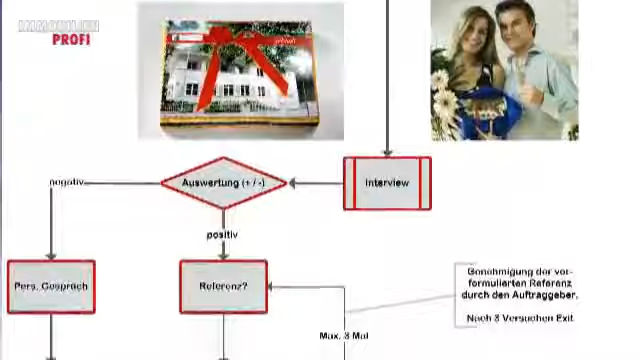 IMMOBILIEN
PROFI
negativ
Auswertung (+ / -)
Interview
positiv
Pers. Gespräch
Referenz?
Genehmigung der vor-
formulierten Referenz
durch den Auftraggeber.
Nach 3 Versuchen Exit
Max. 3 Mal